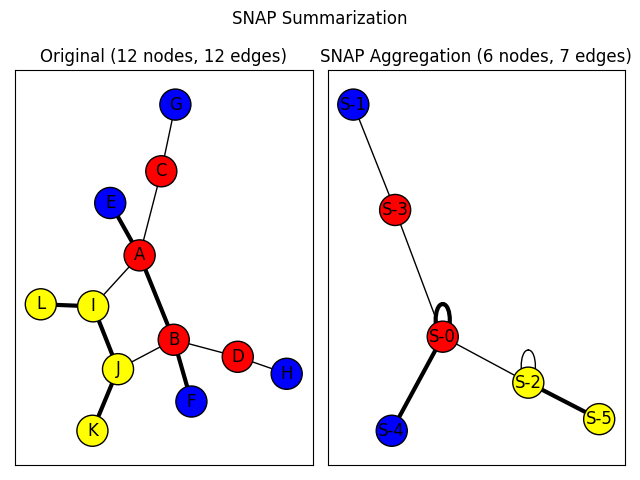 SNAP Summarization
Original (12 nodes, 12 edges)
SNAP Aggregation (6 nodes, 7 edges)
G
C
E
A
L
I
B
J
D
H
F
K
S-1
S-3
S-0
S-2
S-5
S-4